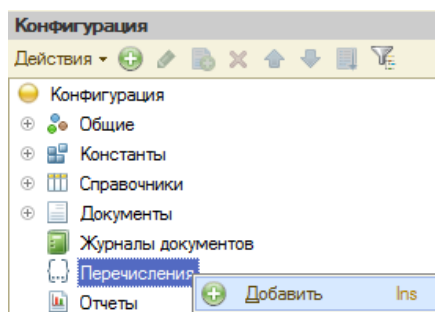 Конфигурация
Действия
Конфигурация
Общие
Константы
Справочники
Документы
Журналы документов
Перечисления
Добавить Ins
Отчеты